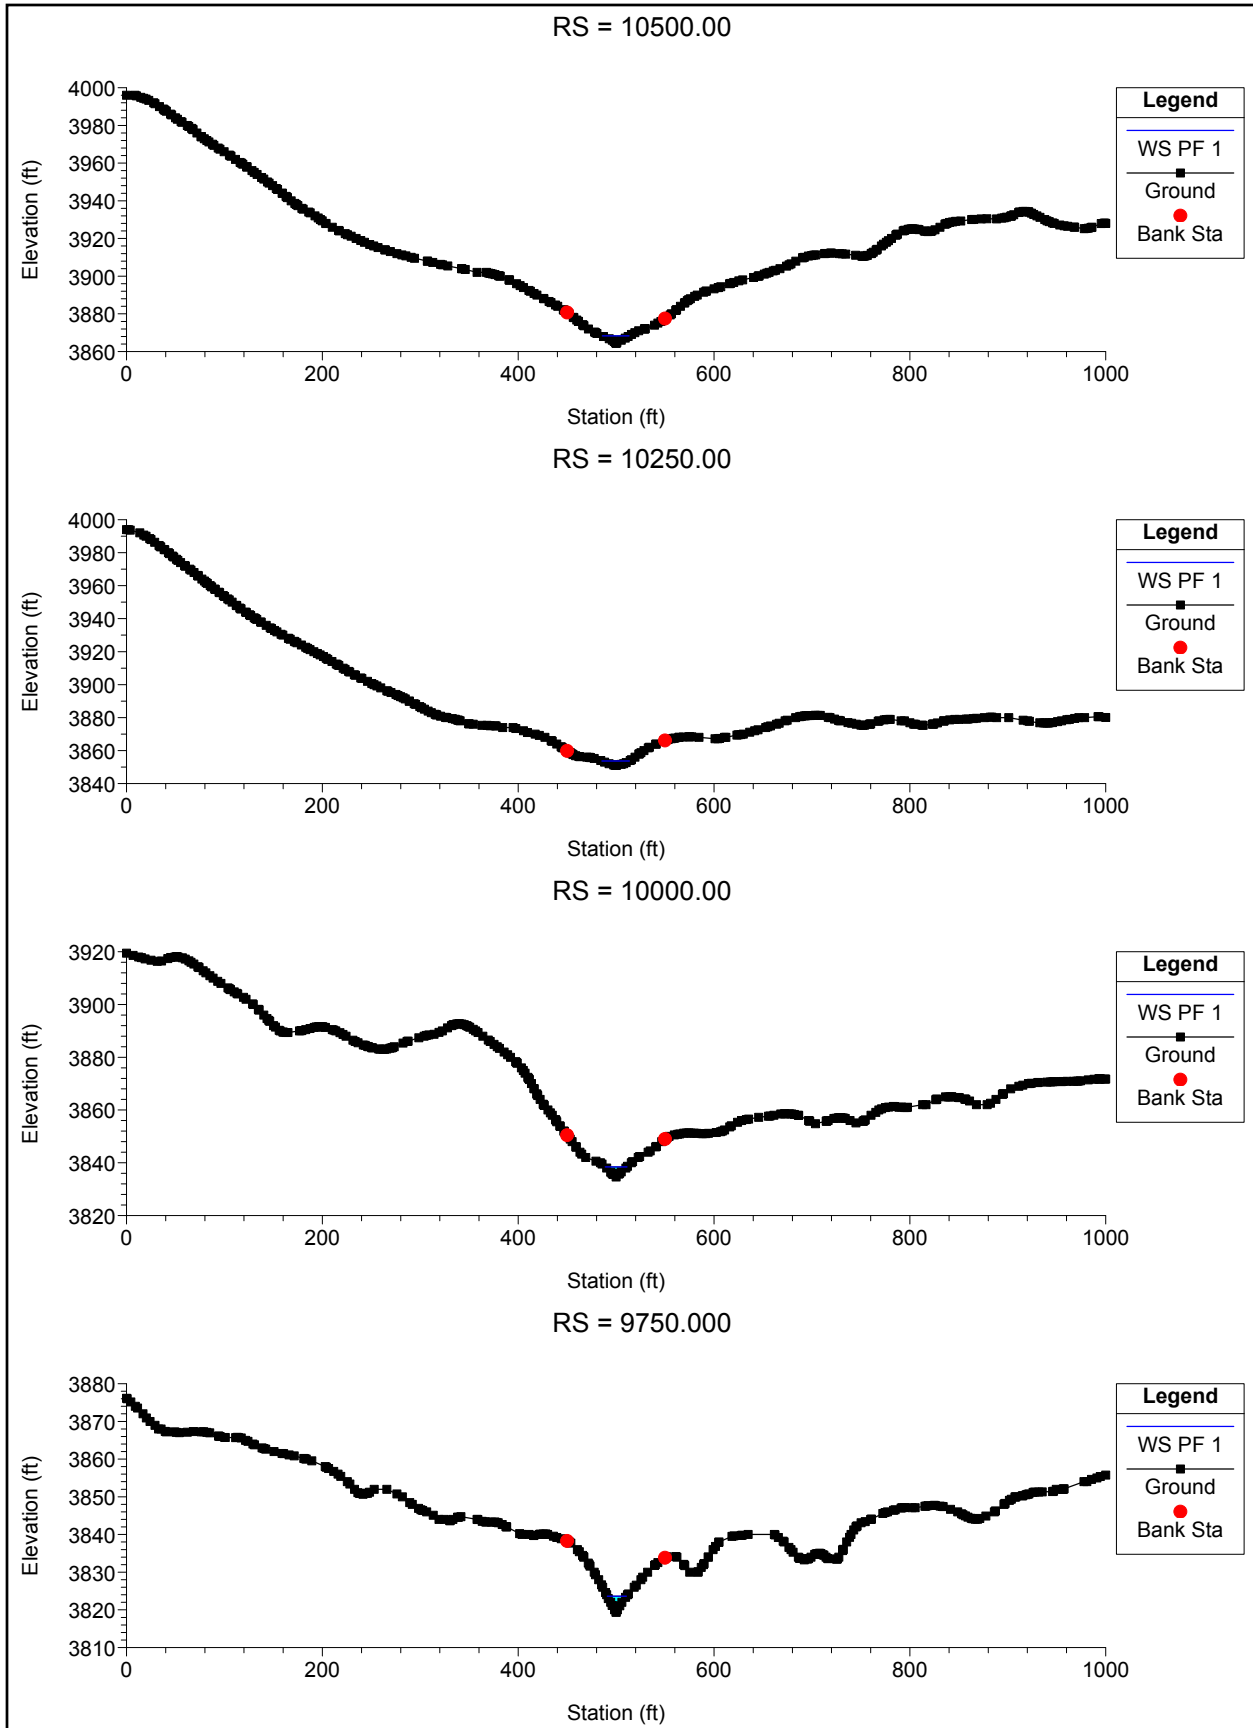 RS = 10500.00
4000
3980
3960
3940
3920
3900
3880
3860
Elevation (ft)
0 200 400 600 800 1000
Station (ft)
Legend
WS PF 1
Ground
Bank Sta
RS = 10250.00
4000
3980
3960
3940
3920
3900
3880
3860
3840
Elevation (ft)
0 200 400 600 800 1000
Station (ft)
Legend
WS PF 1
Ground
Bank Sta
RS = 10000.00
3920
3900
3880
3860
3840
3820
Elevation (ft)
0 200 400 600 800 1000
Station (ft)
Legend
WS PF 1
Ground
Bank Sta
RS = 9750.000
3880
3870
3860
3850
3840
3830
3820
3810
Elevation (ft)
0 200 400 600 800 1000
Station (ft)
Legend
WS PF 1
Ground
Bank Sta